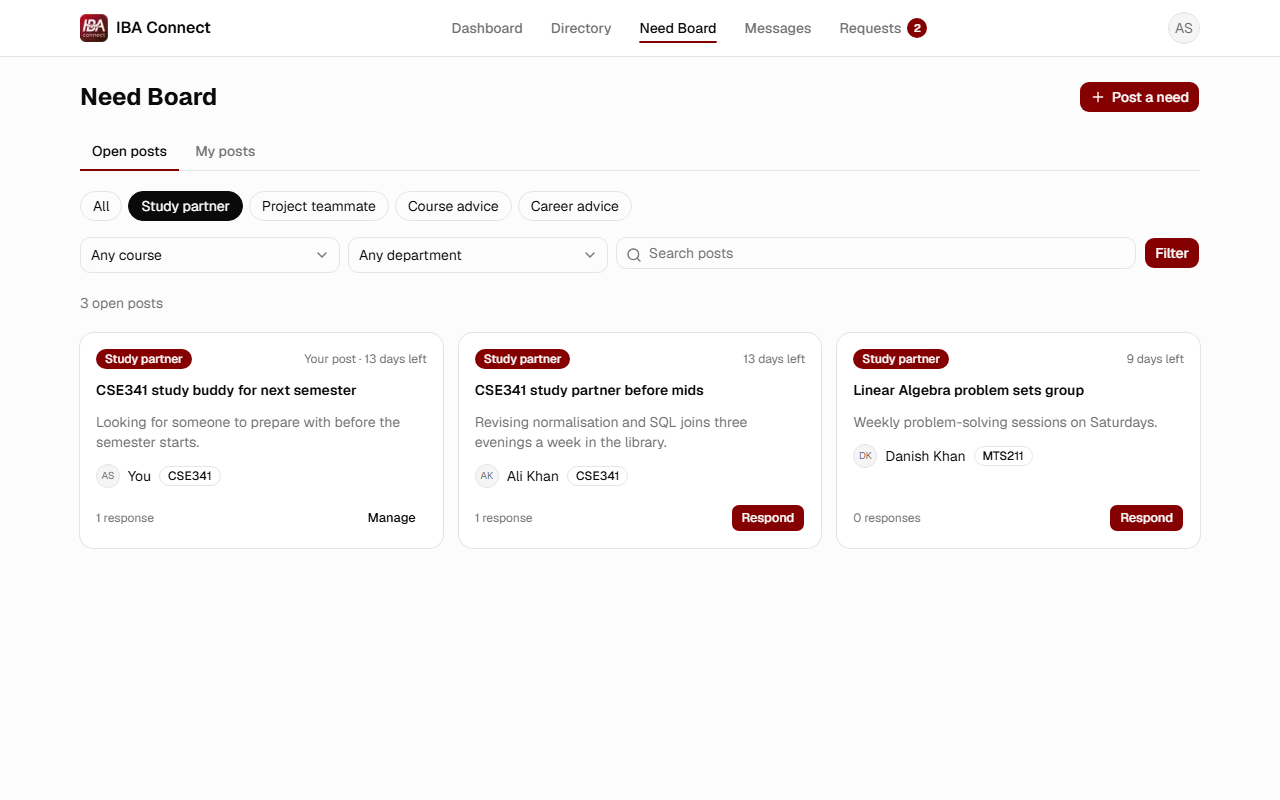 IBA connect
IBA Connect
Dashboard
Directory
Need Board
Messages
Requests 2
AS
Need Board
+ Post a need
Open posts
My posts
All
Study partner
Project teammate
Course advice
Career advice
Any course
Any department
Search posts
Filter
3 open posts
Study partner
Your post · 13 days left
CSE341 study buddy for next semester
Looking for someone to prepare with before the
semester starts.
AS You CSE341
1 response
Manage
Study partner
13 days left
CSE341 study partner before mids
Revising normalisation and SQL joins three
evenings a week in the library.
AK Ali Khan CSE341
1 response
Respond
Study partner
9 days left
Linear Algebra problem sets group
Weekly problem-solving sessions on Saturdays.
DK Danish Khan MTS211
0 responses
Respond